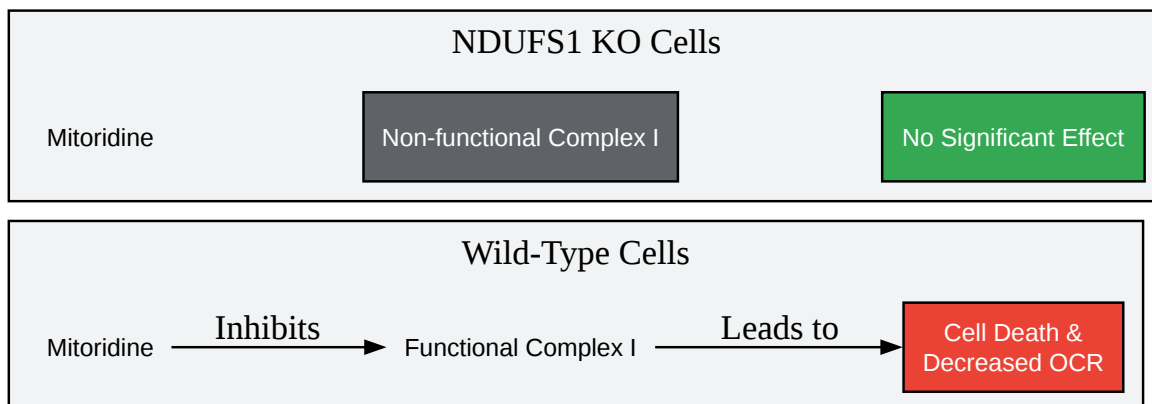 NDUFS1 KO Cells
Mitoridine
Non-functional Complex I
No Significant Effect
Wild-Type Cells
Mitoridine
Inhibits
Functional Complex I
Leads to
Cell Death &
Decreased OCR